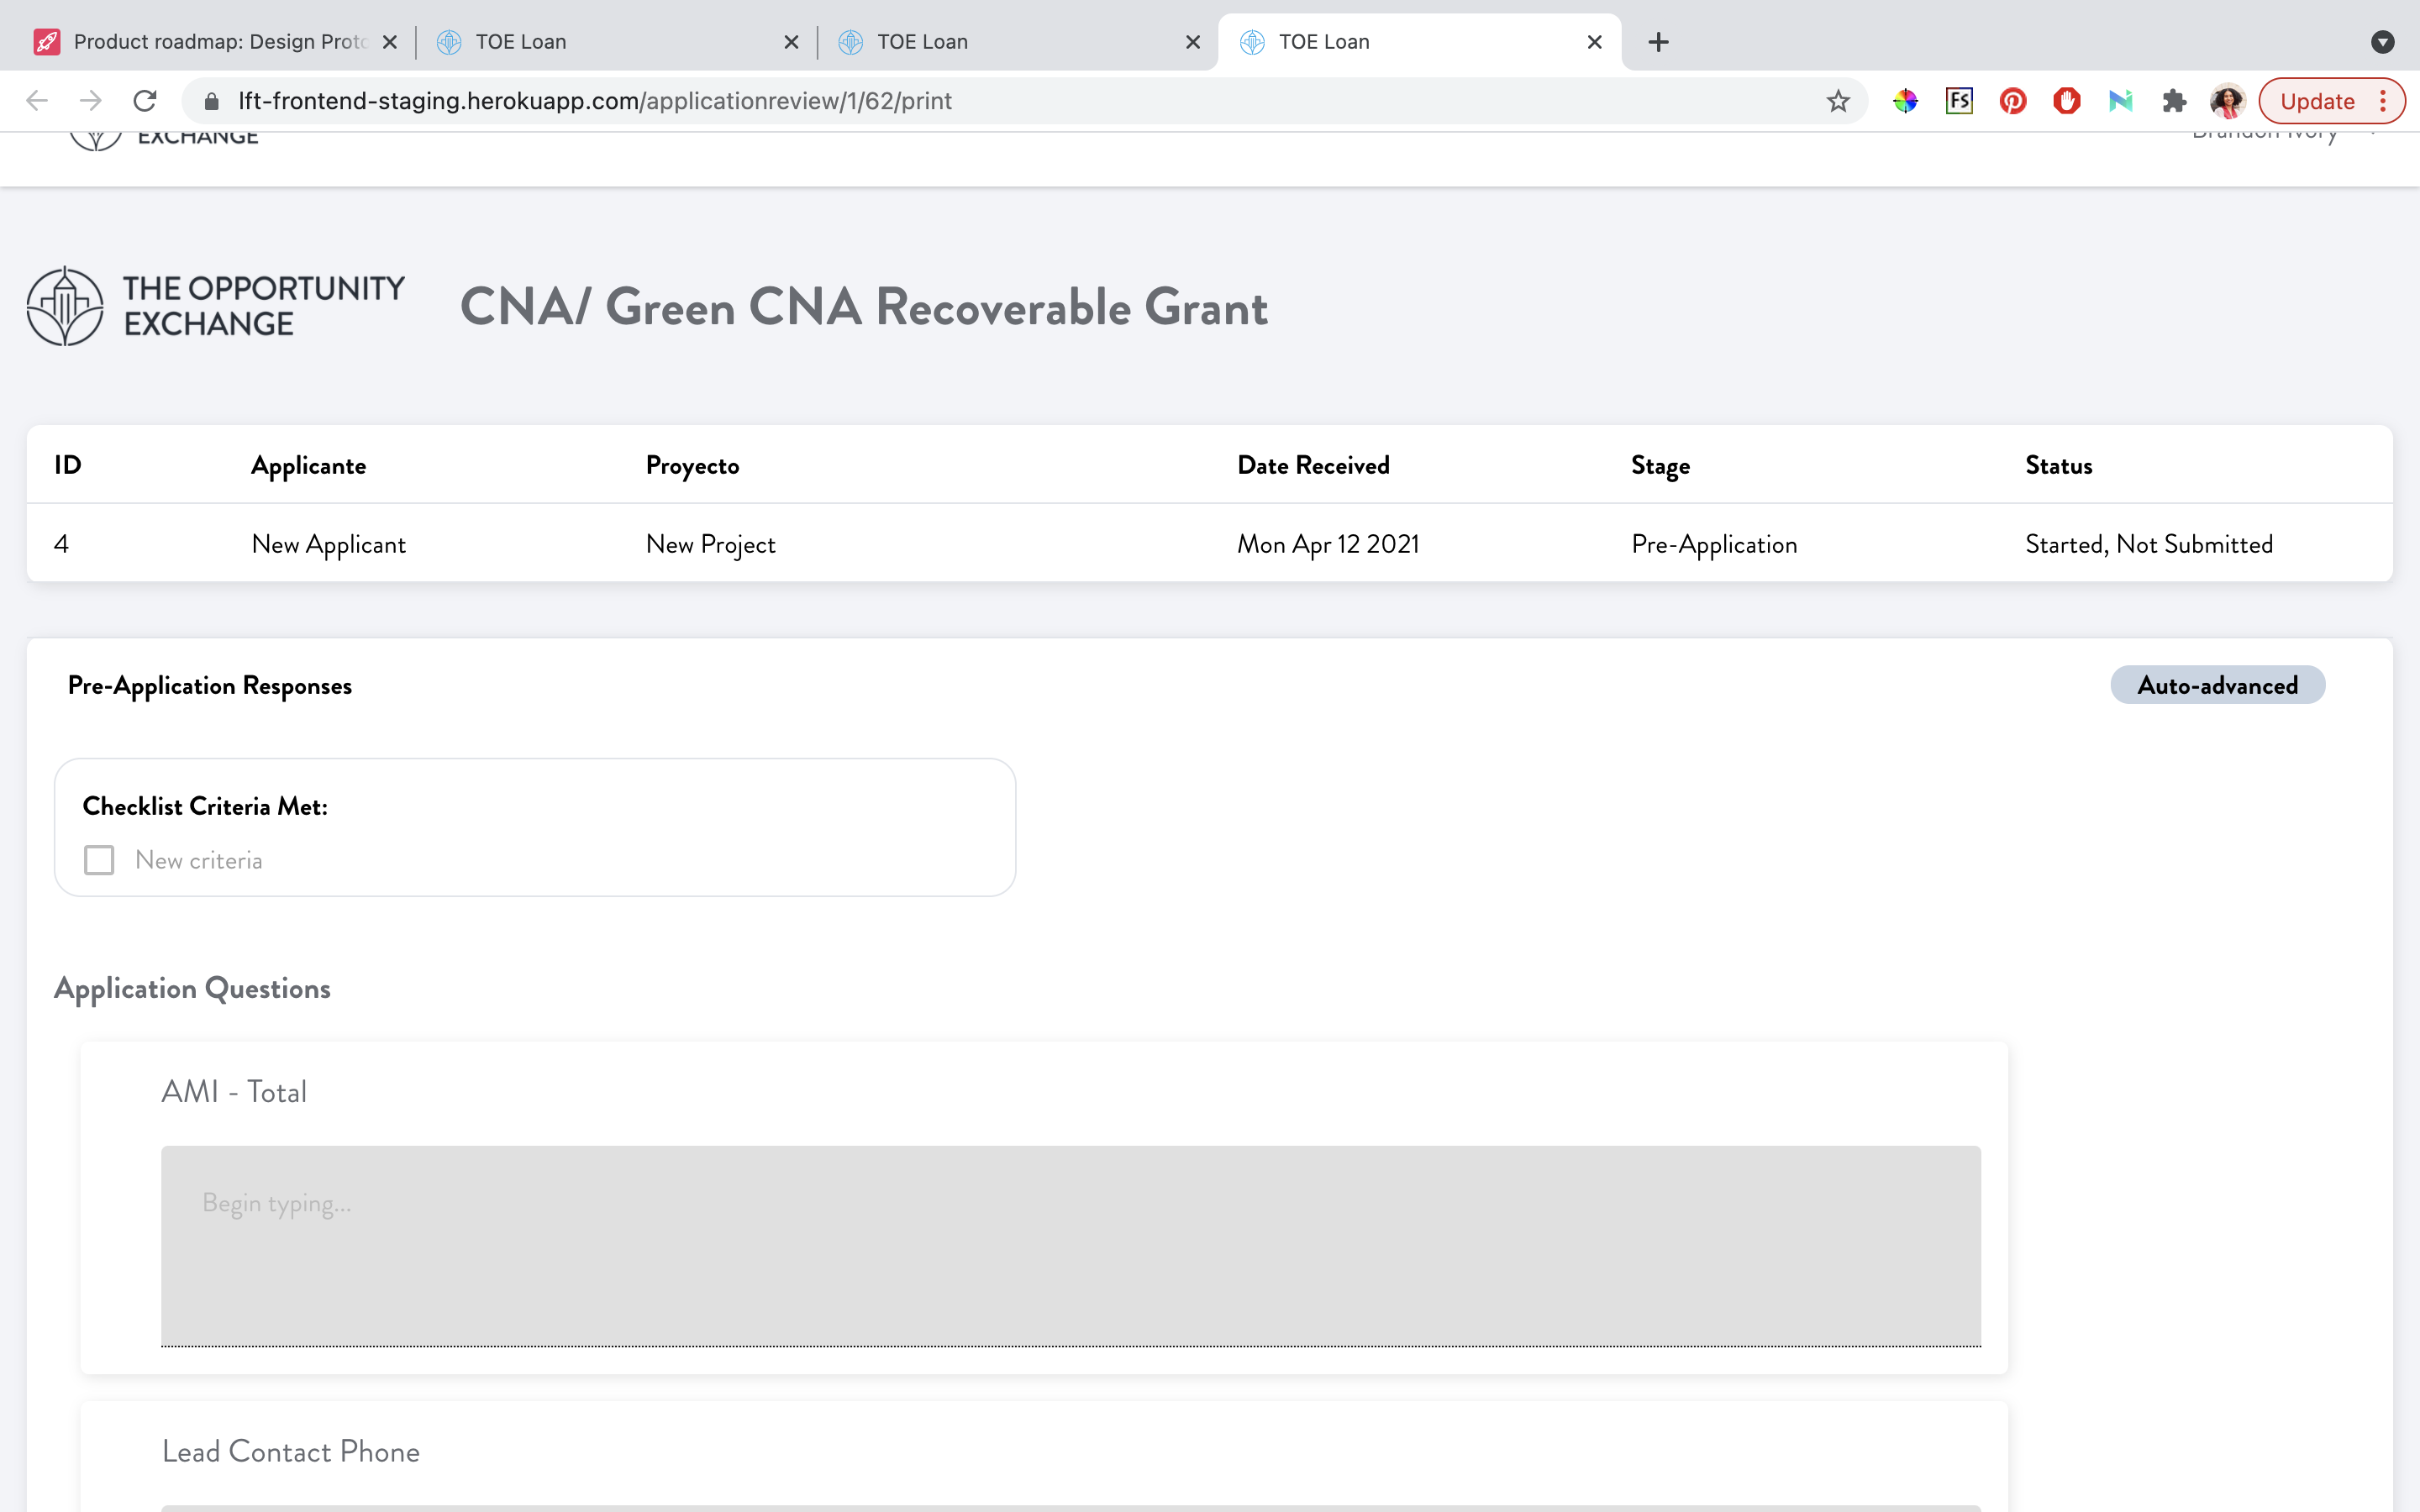 Product roadmap: Design Proto
TOE Loan
TOE Loan
TOE Loan
lft-frontend-staging.herokuapp.com/applicationreview/1/62/print
FS
Update
EXCHANGE
Brandon Ivory
THE OPPORTUNITY
EXCHANGE
CNA/ Green CNA Recoverable Grant
ID Applicante Proyecto Date Received Stage Status
4 New Applicant New Project Mon Apr 12 2021 Pre-Application Started, Not Submitted
Pre-Application Responses
Auto-advanced
Checklist Criteria Met:
New criteria
Application Questions
AMI - Total
Begin typing...
Lead Contact Phone